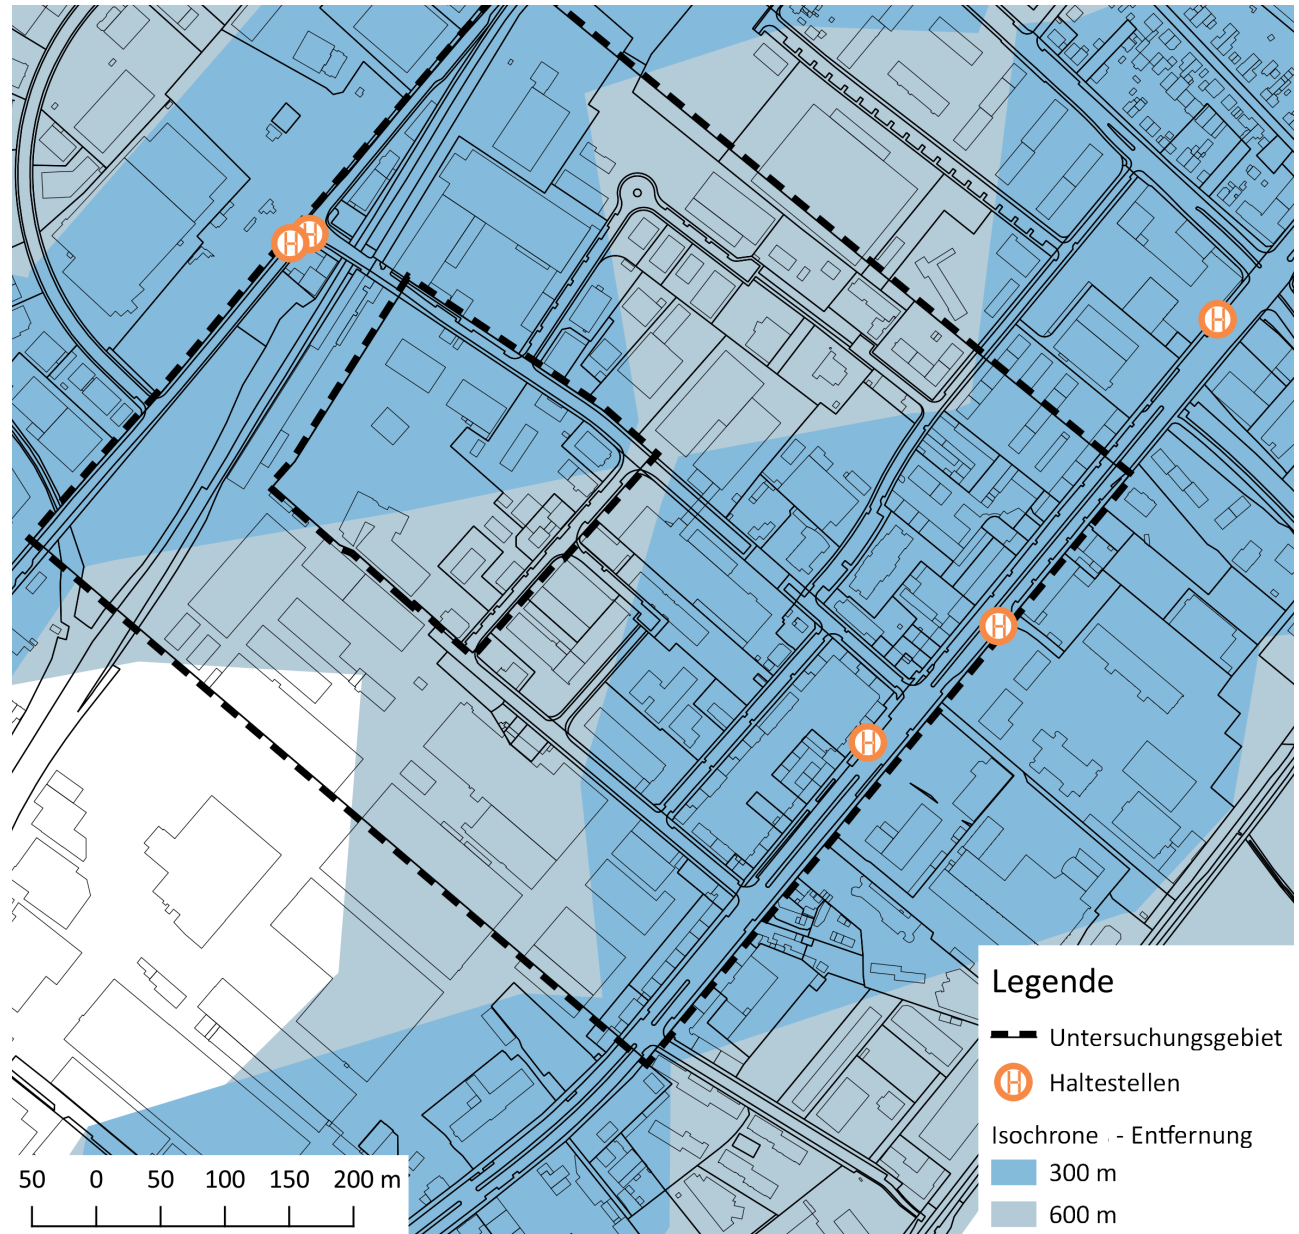 Legende
Untersuchungsgebiet
H Haltestellen
Isochrone - Entfernung
300 m
600 m
50 0 50 100 150 200 m
H
H
H
H
H